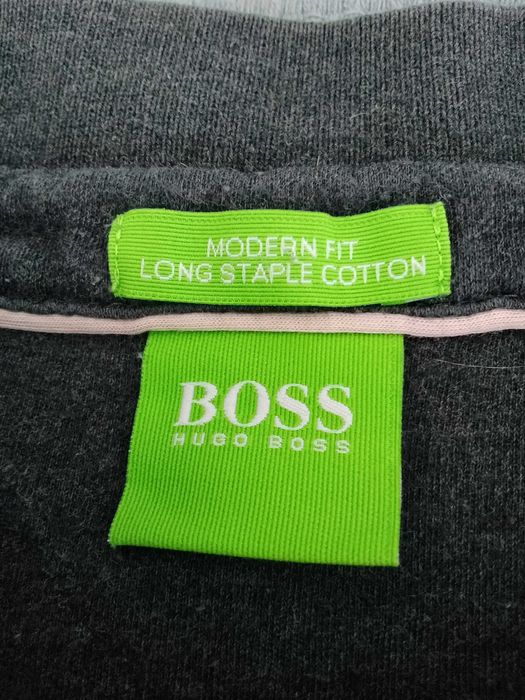 MODERN FIT
LONG STAPLE COTTON
BOSS
HUGO BOSS